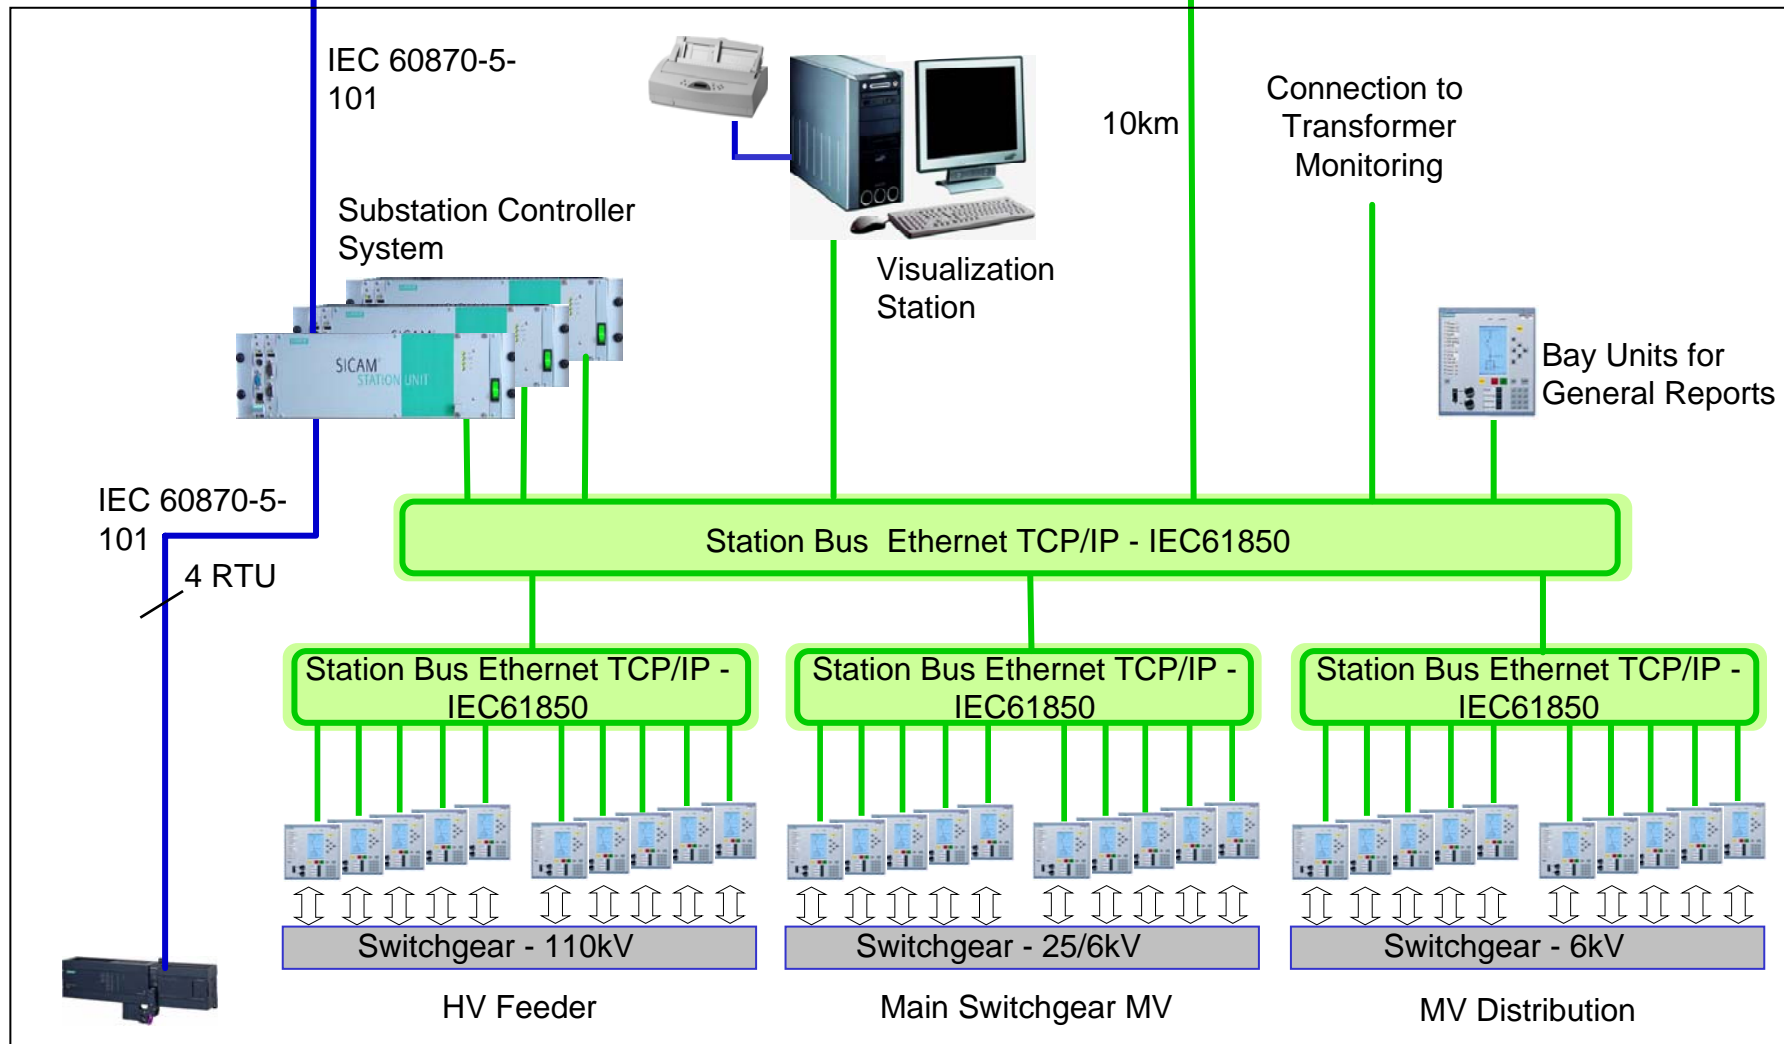 IEC 60870-5-
101
10km
Connection to
Transformer
Monitoring
Substation Controller
System
Visualization
Station
SICAM
STATION UNIT
Bay Units for
General Reports
IEC 60870-5-
101
4 RTU
Station Bus Ethernet TCP/IP - IEC61850
Station Bus Ethernet TCP/IP -
IEC61850
Station Bus Ethernet TCP/IP -
IEC61850
Station Bus Ethernet TCP/IP -
IEC61850
Switchgear - 110kV
Switchgear - 25/6kV
Switchgear - 6kV
HV Feeder
Main Switchgear MV
MV Distribution